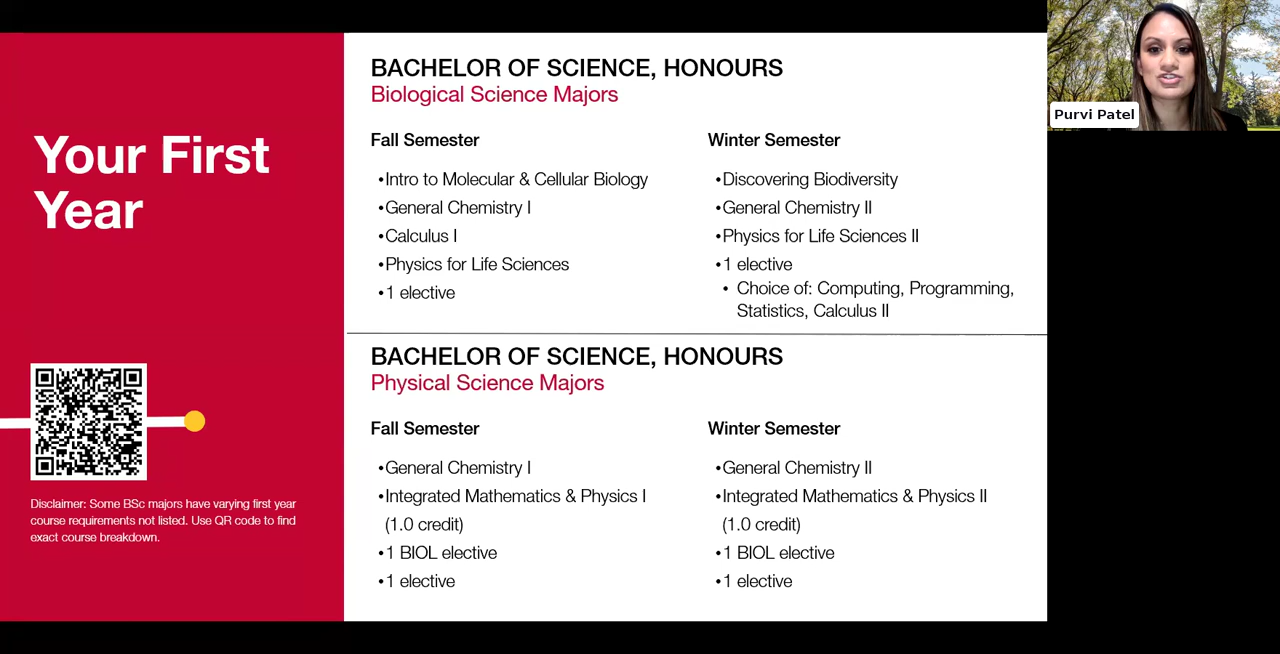 Your First
Year
Disclaimer: Some BSc majors have varying first year
course requirements not listed. Use QR code to find
exact course breakdown.
BACHELOR OF SCIENCE, HONOURS
Biological Science Majors
Fall Semester
•Intro to Molecular & Cellular Biology
•General Chemistry I
•Calculus I
•Physics for Life Sciences
•1 elective
Winter Semester
•Discovering Biodiversity
•General Chemistry II
•Physics for Life Sciences II
•1 elective
• Choice of: Computing, Programming,
Statistics, Calculus II
BACHELOR OF SCIENCE, HONOURS
Physical Science Majors
Fall Semester
•General Chemistry I
•Integrated Mathematics & Physics I
(1.0 credit)
•1 BIOL elective
•1 elective
Winter Semester
•General Chemistry II
•Integrated Mathematics & Physics II
(1.0 credit)
•1 BIOL elective
•1 elective
Purvi Patel